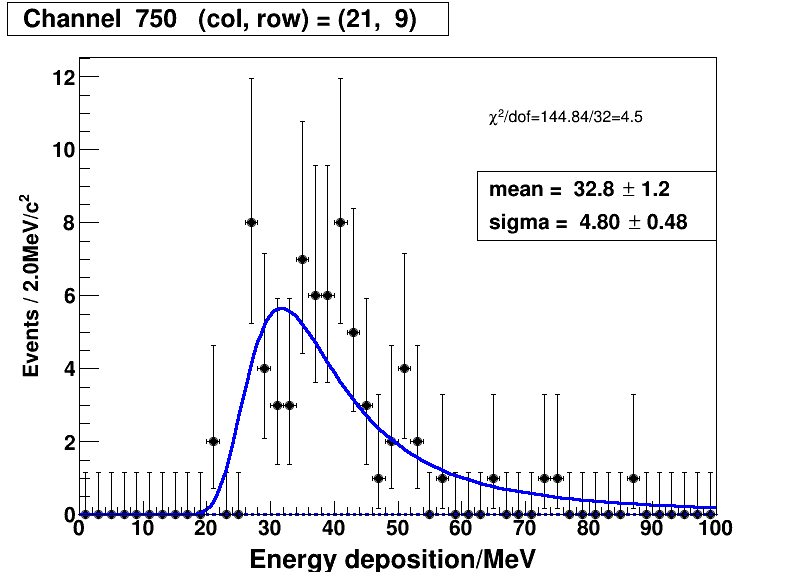 Channel 750 (col, row) = (21, 9)
χ²/dof=144.84/32=4.5
mean = 32.8 ± 1.2
sigma = 4.80 ± 0.48
Events / 2.0MeV/c²
12
10
8
6
4
2
0
0 10 20 30 40 50 60 70 80 90 100
Energy deposition/MeV